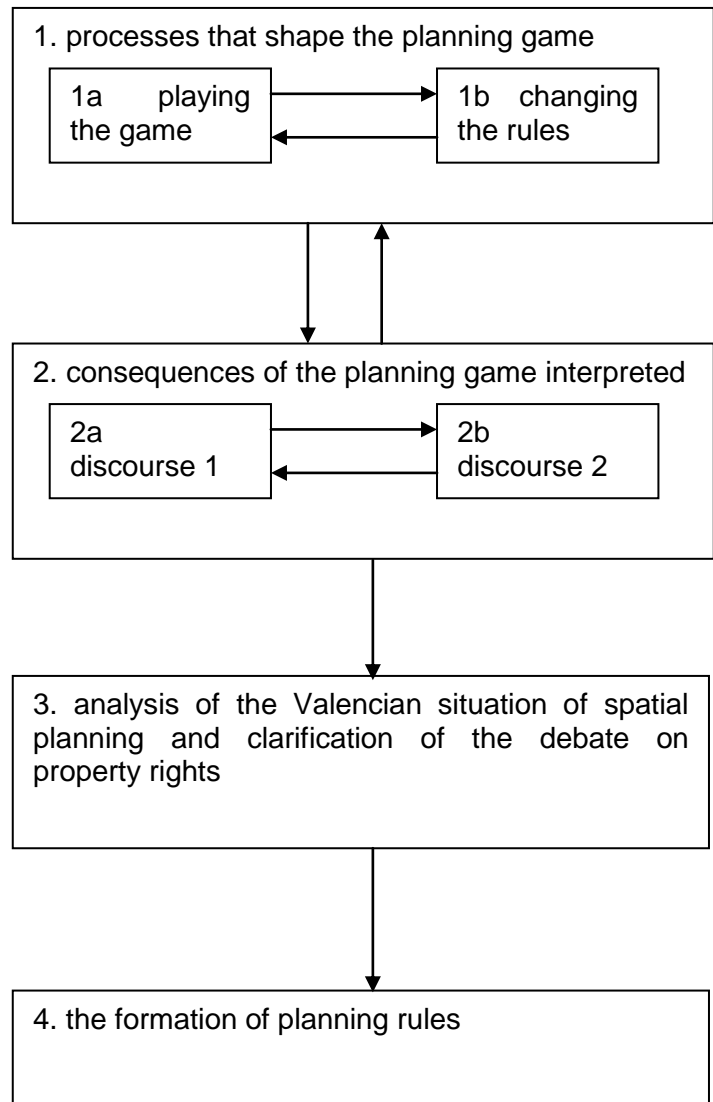 1. processes that shape the planning game
1a playing
the game
1b changing
the rules
2. consequences of the planning game interpreted
2a
discourse 1
2b
discourse 2
3. analysis of the Valencian situation of spatial
planning and clarification of the debate on
property rights
4. the formation of planning rules